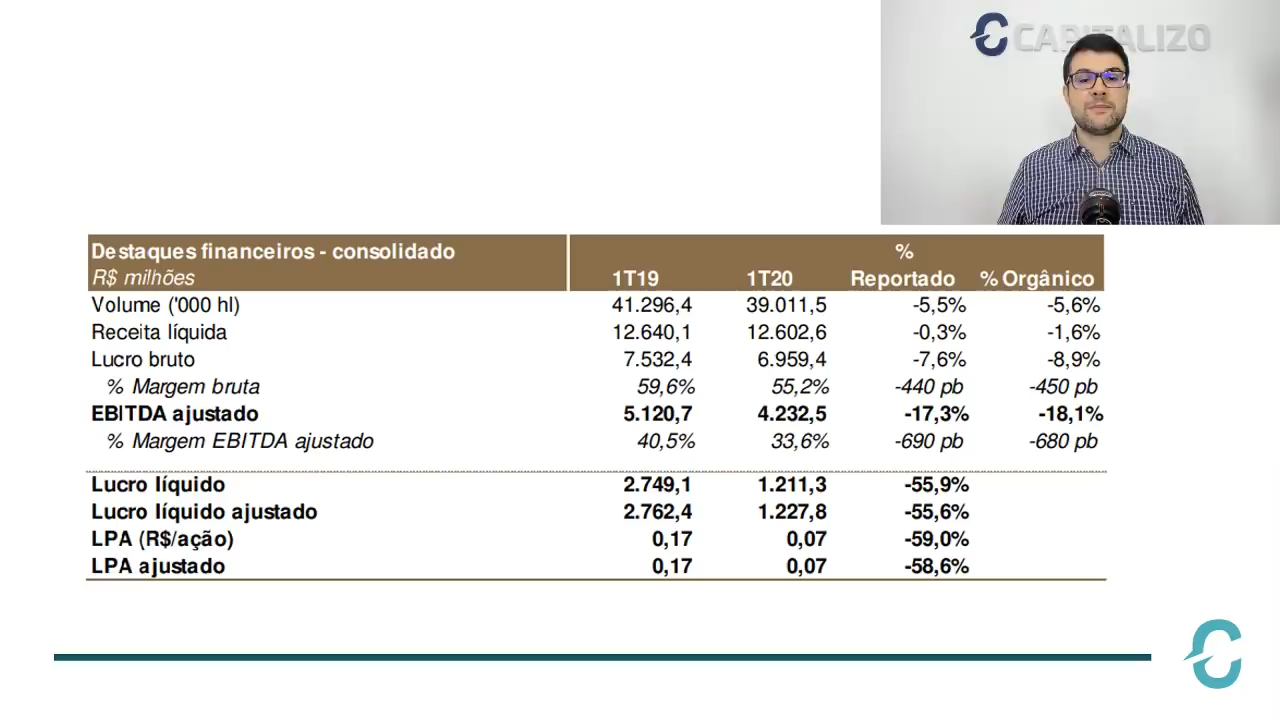 CAPITALIZO
Destaques financeiros - consolidado %
R$ milhões 1T19 1T20 Reportado % Orgânico
Volume ('000 hl) 41.296,4 39.011,5 -5,5% -5,6%
Receita líquida 12.640,1 12.602,6 -0,3% -1,6%
Lucro bruto 7.532,4 6.959,4 -7,6% -8,9%
% Margem bruta 59,6% 55,2% -440 pb -450 pb
EBITDA ajustado 5.120,7 4.232,5 -17,3% -18,1%
% Margem EBITDA ajustado 40,5% 33,6% -690 pb -680 pb
Lucro líquido 2.749,1 1.211,3 -55,9%
Lucro líquido ajustado 2.762,4 1.227,8 -55,6%
LPA (R$/ação) 0,17 0,07 -59,0%
LPA ajustado 0,17 0,07 -58,6%